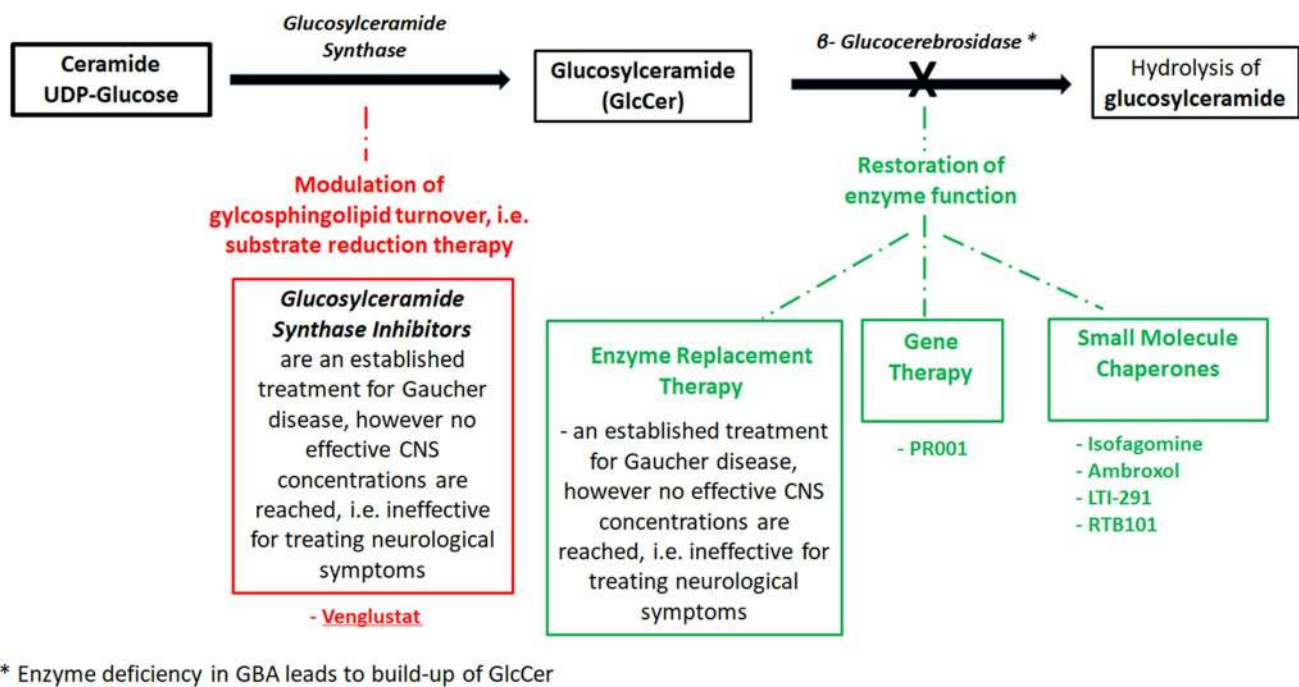 Glucosylceramide
Synthase
β- Glucocerebrosidase *
Ceramide
UDP-Glucose
Glucosylceramide
(GlcCer)
X
Hydrolysis of
glucosylceramide
Modulation of
gylcosphingolipid turnover, i.e.
substrate reduction therapy
Restoration of
enzyme function
Glucosylceramide
Synthase Inhibitors
are an established
treatment for Gaucher
disease, however no
effective CNS
concentrations are
reached, i.e. ineffective
for treating neurological
symptoms
- Venglustat
Enzyme Replacement
Therapy
- an established treatment
for Gaucher disease,
however no effective CNS
concentrations are
reached, i.e. ineffective for
treating neurological
symptoms
Gene
Therapy
- PR001
Small Molecule
Chaperones
- Isofagomine
- Ambroxol
- LTI-291
- RTB101
* Enzyme deficiency in GBA leads to build-up of GlcCer